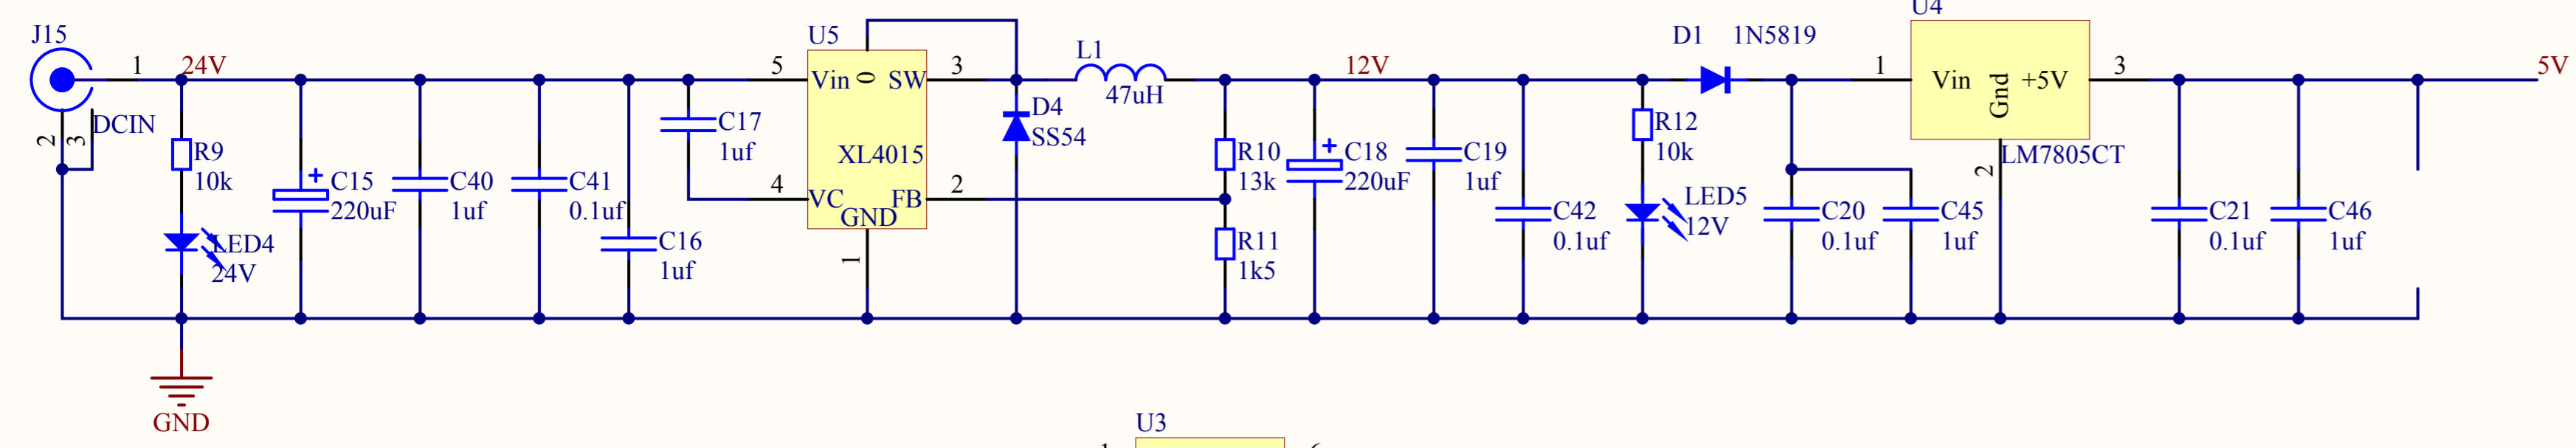 J15
1
24V
2
3
DCIN
R9
10k
LED4
24V
GND
C15
220uF
C40
1uf
C41
0.1uf
C16
1uf
C17
1uf
U5
5
Vin
0
SW
3
XL4015
4
VC
FB
2
GND
1
D4
SS54
L1
47uH
R10
13k
R11
1k5
12V
C18
220uF
C19
1uf
C42
0.1uf
R12
10k
LED5
12V
D1 1N5819
C20
0.1uf
C45
1uf
U4
1
Vin
Gnd
+5V
3
LM7805CT
2
C21
0.1uf
C46
1uf
5V
U3